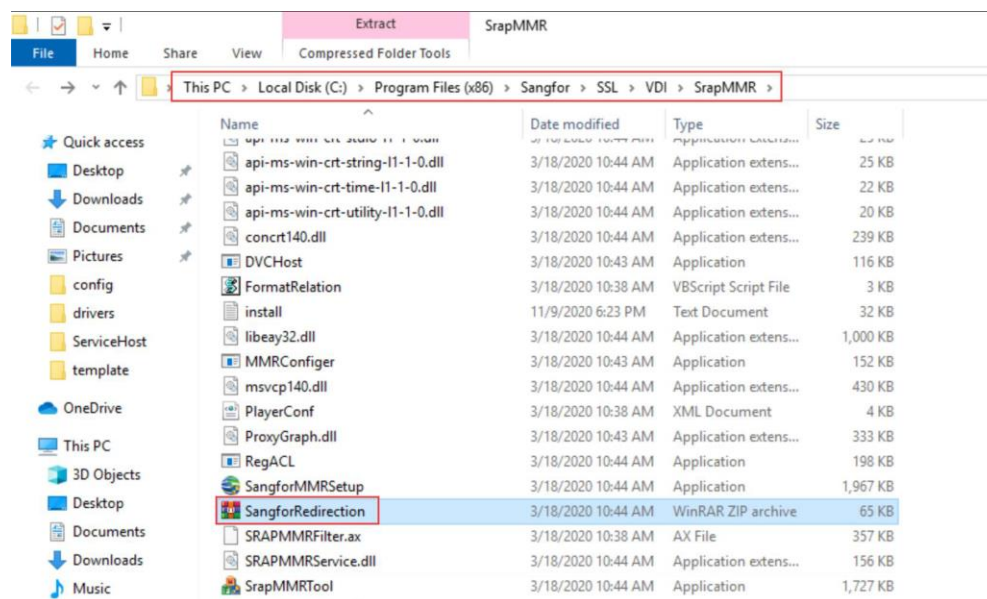 Extract SrapMMR
File Home Share View Compressed Folder Tools
This PC > Local Disk (C:) > Program Files (x86) > Sangfor > SSL > VDI > SrapMMR >
Name Date modified Type Size
Quick access
Desktop
Downloads
Documents
Pictures
config
drivers
ServiceHost
template
OneDrive
This PC
3D Objects
Desktop
Documents
Downloads
Music
api-ms-win-crt-string-l1-1-0.dll 3/18/2020 10:44 AM Application extens... 25 KB
api-ms-win-crt-time-l1-1-0.dll 3/18/2020 10:44 AM Application extens... 22 KB
api-ms-win-crt-utility-l1-1-0.dll 3/18/2020 10:44 AM Application extens... 20 KB
concrt140.dll 3/18/2020 10:44 AM Application extens... 239 KB
DVCHost 3/18/2020 10:43 AM Application 116 KB
FormatRelation 3/18/2020 10:38 AM VBScript Script File 3 KB
install 11/9/2020 6:23 PM Text Document 32 KB
libeay32.dll 3/18/2020 10:44 AM Application extens... 1,000 KB
MMRConfiger 3/18/2020 10:43 AM Application 152 KB
msvcp140.dll 3/18/2020 10:44 AM Application extens... 430 KB
PlayerConf 3/18/2020 10:38 AM XML Document 4 KB
ProxyGraph.dll 3/18/2020 10:43 AM Application extens... 333 KB
RegACL 3/18/2020 10:44 AM Application 198 KB
SangforMMRSetup 3/18/2020 10:44 AM Application 1,967 KB
SangforRedirection 3/18/2020 10:44 AM WinRAR ZIP archive 65 KB
SRAPMMRFilter.ax 3/18/2020 10:38 AM AX File 357 KB
SRAPMMRService.dll 3/18/2020 10:44 AM Application extens... 156 KB
SrapMMRTool 3/18/2020 10:44 AM Application 1,727 KB